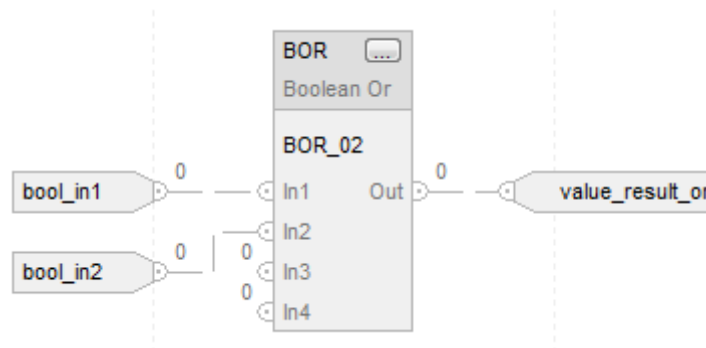 BOR ...
Boolean Or
BOR_02
0 0
bool_in1 In1 Out value_result_or
In2
0 0
bool_in2 In3
0
In4